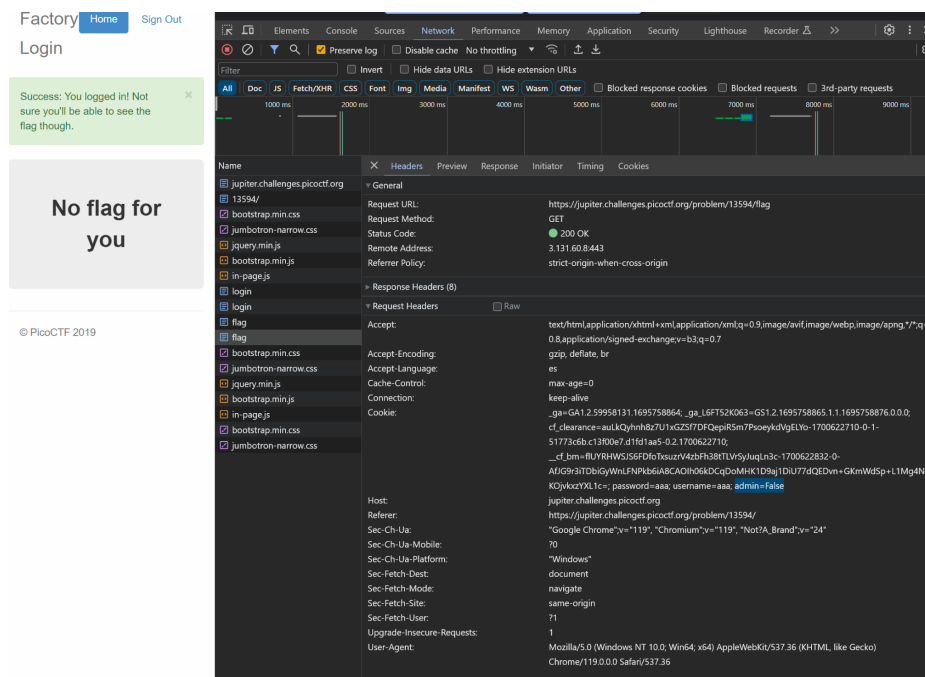 Factory
Home
Sign Out
Login
Success: You logged in! Not
sure you'll be able to see the
flag though.
×
No flag for
you
© PicoCTF 2019
Elements
Console
Sources
Network
Performance
Memory
Application
Security
Lighthouse
Recorder
Preserve log
Disable cache
No throttling
Filter
Invert
Hide data URLs
Hide extension URLs
All
Doc
JS
Fetch/XHR
CSS
Font
Img
Media
Manifest
WS
Wasm
Other
Blocked response cookies
Blocked requests
3rd-party requests
1000 ms
2000 ms
3000 ms
4000 ms
5000 ms
6000 ms
7000 ms
8000 ms
9000 ms
Name
jupiter.challenges.picoctf.org
13594/
bootstrap.min.css
jumbotron-narrow.css
jquery.min.js
bootstrap.min.js
in-page.js
login
login
flag
flag
bootstrap.min.css
jumbotron-narrow.css
jquery.min.js
bootstrap.min.js
in-page.js
bootstrap.min.css
jumbotron-narrow.css
Headers
Preview
Response
Initiator
Timing
Cookies
General
Request URL: https://jupiter.challenges.picoctf.org/problem/13594/flag
Request Method: GET
Status Code: 200 OK
Remote Address: 3.131.60.8:443
Referrer Policy: strict-origin-when-cross-origin
Response Headers (8)
Request Headers
Raw
Accept: text/html,application/xhtml+xml,application/xml;q=0.9,image/avif,image/webp,image/apng,*/*;q=
0.8,application/signed-exchange;v=b3;q=0.7
Accept-Encoding: gzip, deflate, br
Accept-Language: es
Cache-Control: max-age=0
Connection: keep-alive
Cookie: _ga=GA1.2.59958131.1695758864; _ga_L6FT52K063=GS1.2.1695758865.1.1.1695758876.0.0.0;
cf_clearance=auLkQyhnh8z7U1xGZSf7DFQepiR5m7PsoeykdVgELYo-1700622710-0-1-
51773c6b.c13f00e7.d1fd1aa5-0.2.1700622710;
__cf_bm=flUYRHWSJS6FDfoTxsuzrV4zbFh38tTLVrSyJuqLn3c-1700622832-0-
AfJG9r3iTDbiGyWnLFNPkb6iA8CAOIh06kDCqDoMHK1D9aj1DiU77dQEDvn+GKmWdSp+L1Mg4N
KOjvkxzYXL1c=; password=aaa; username=aaa; admin=False
Host: jupiter.challenges.picoctf.org
Referer: https://jupiter.challenges.picoctf.org/problem/13594/
Sec-Ch-Ua: "Google Chrome";v="119", "Chromium";v="119", "Not?A_Brand";v="24"
Sec-Ch-Ua-Mobile: ?0
Sec-Ch-Ua-Platform: "Windows"
Sec-Fetch-Dest: document
Sec-Fetch-Mode: navigate
Sec-Fetch-Site: same-origin
Sec-Fetch-User: ?1
Upgrade-Insecure-Requests: 1
User-Agent: Mozilla/5.0 (Windows NT 10.0; Win64; x64) AppleWebKit/537.36 (KHTML, like Gecko)
Chrome/119.0.0.0 Safari/537.36